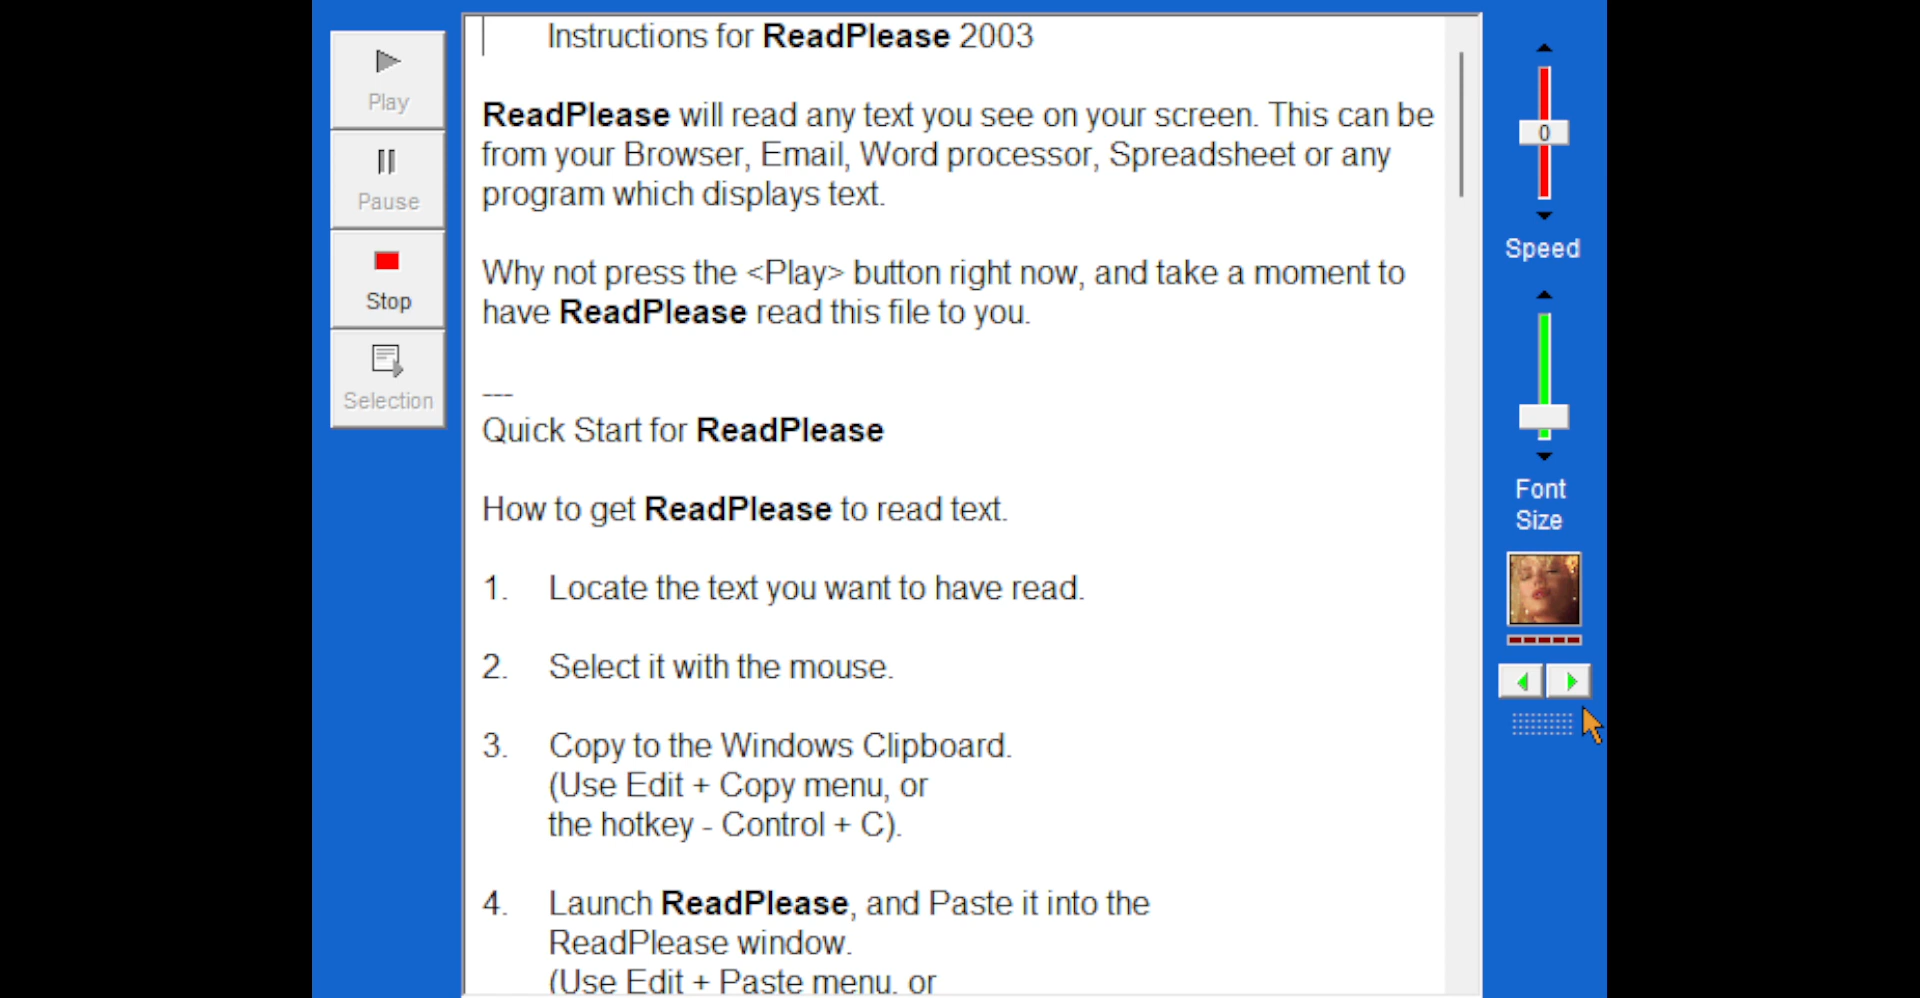 Play
Pause
Stop
Selection
Instructions for ReadPlease 2003
ReadPlease will read any text you see on your screen. This can be
from your Browser, Email, Word processor, Spreadsheet or any
program which displays text.
Why not press the <Play> button right now, and take a moment to
have ReadPlease read this file to you.
---
Quick Start for ReadPlease
How to get ReadPlease to read text.
1. Locate the text you want to have read.
2. Select it with the mouse.
3. Copy to the Windows Clipboard.
(Use Edit + Copy menu, or
the hotkey - Control + C).
4. Launch ReadPlease, and Paste it into the
ReadPlease window.
(Use Edit + Paste menu, or
0
Speed
Font
Size